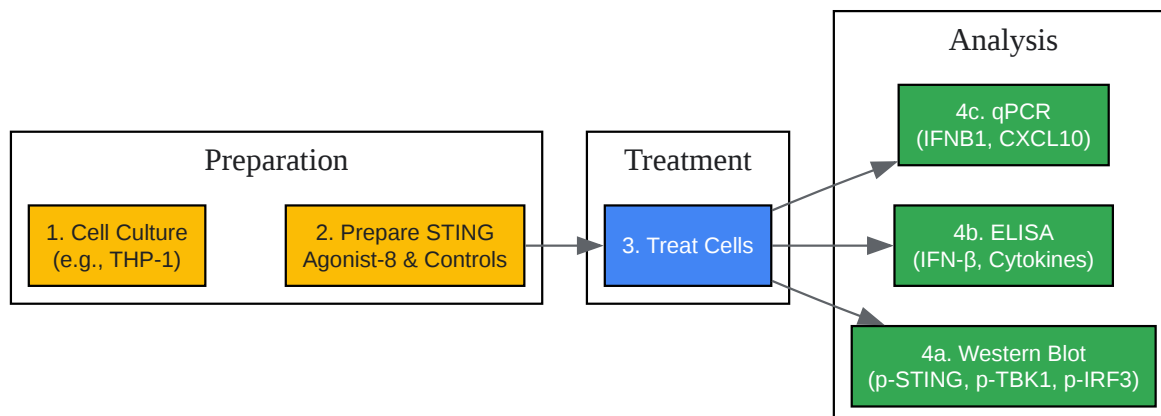 Preparation
1. Cell Culture
(e.g., THP-1)
2. Prepare STING
Agonist-8 & Controls
Treatment
3. Treat Cells
Analysis
4c. qPCR
(IFNB1, CXCL10)
4b. ELISA
(IFN-β, Cytokines)
4a. Western Blot
(p-STING, p-TBK1, p-IRF3)